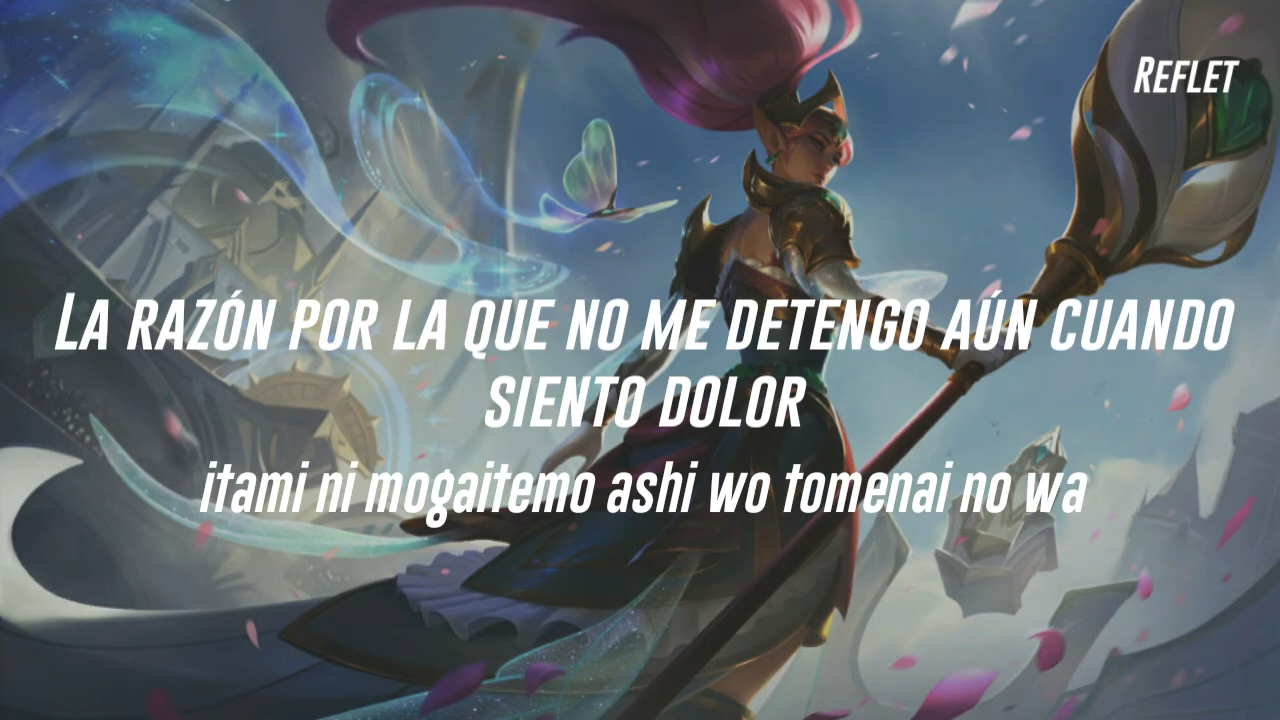 REFLET
LA RAZÓN POR LA QUE NO ME DETENGO AÚN CUANDO
SIENTO DOLOR
itami ni mogaitemo ashi wo tomenai no wa